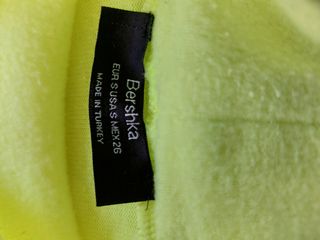 Bershka
EUR S USA S MEX 26
MADE IN TURKEY